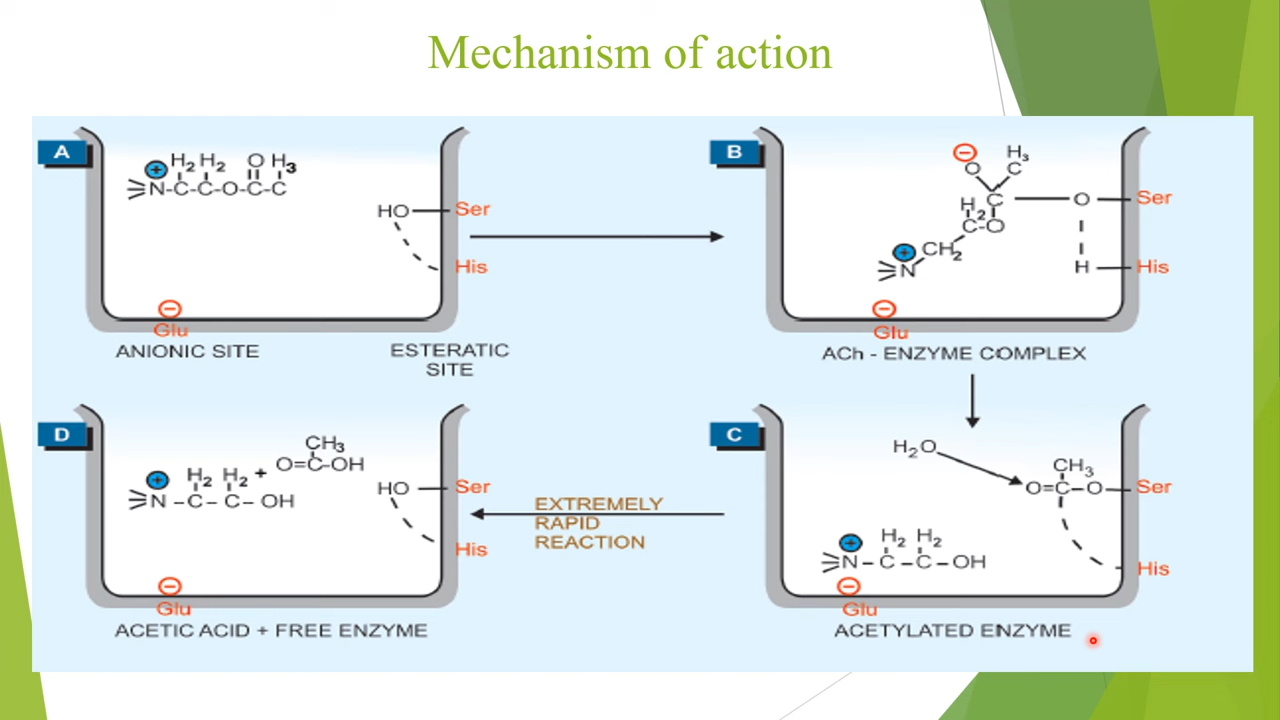 Mechanism of action
A
⊕ H2 H2 O H3
N-C-C-O-C-C
HO Ser
His
⊖
Glu
ANIONIC SITE
ESTERATIC
SITE
B
⊖ H3
O C
C O Ser
H2
C-O
⊕ CH2
N
H His
⊖
Glu
ACh - ENZYME COMPLEX
D
CH3
O=C-OH
⊕ H2 H2 +
N-C-C-OH
HO Ser
His
⊖
Glu
ACETIC ACID + FREE ENZYME
EXTREMELY
RAPID
REACTION
C
H2O
CH3
O=C-O Ser
⊕ H2 H2
N-C-C-OH
His
⊖
Glu
ACETYLATED ENZYME